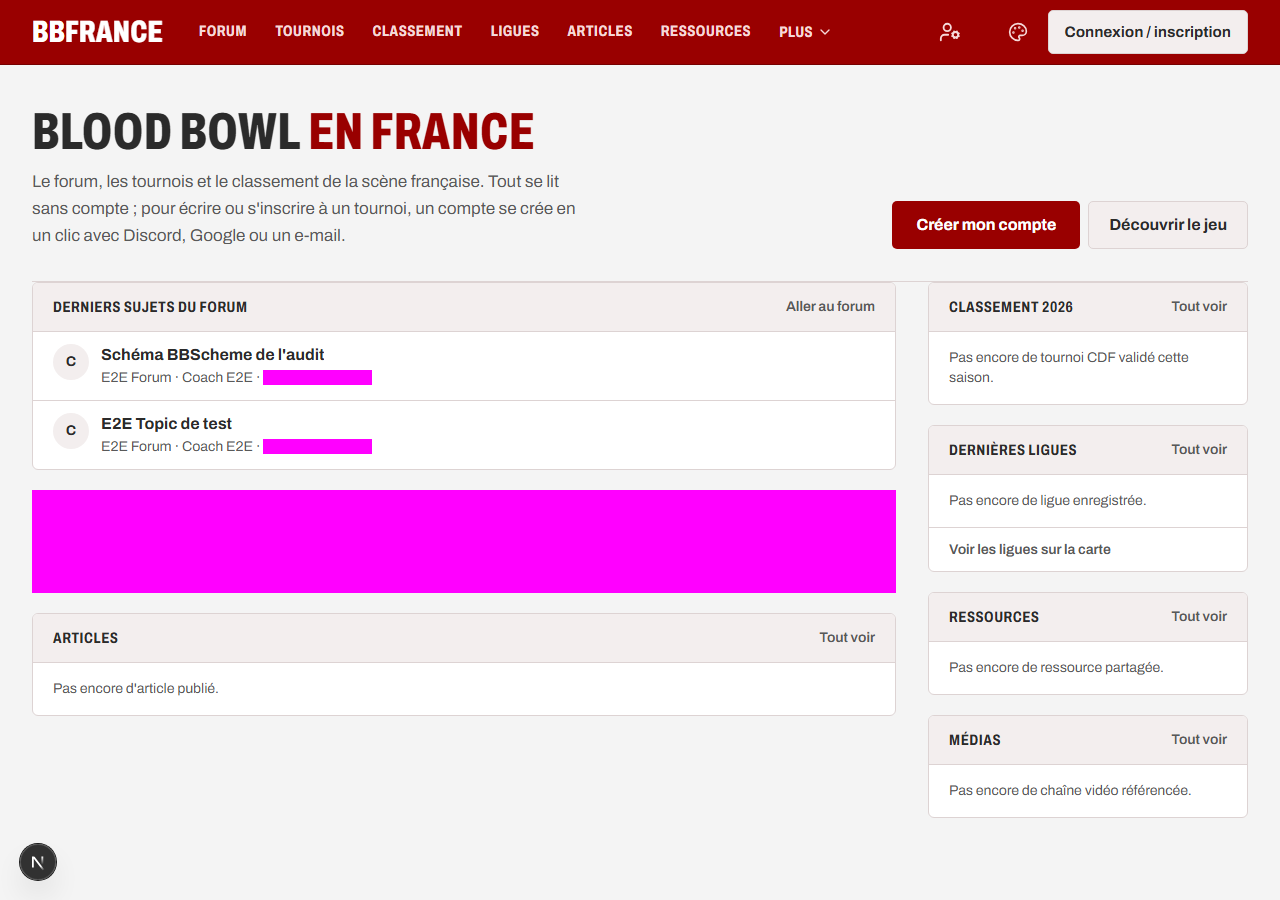 BBFRANCE
FORUM
TOURNOIS
CLASSEMENT
LIGUES
ARTICLES
RESSOURCES
PLUS
Connexion / inscription
BLOOD BOWL EN FRANCE
Le forum, les tournois et le classement de la scène française. Tout se lit
sans compte ; pour écrire ou s'inscrire à un tournoi, un compte se crée en
un clic avec Discord, Google ou un e-mail.
Créer mon compte
Découvrir le jeu
DERNIERS SUJETS DU FORUM
Aller au forum
C
Schéma BBScheme de l'audit
E2E Forum · Coach E2E ·
C
E2E Topic de test
E2E Forum · Coach E2E ·
ARTICLES
Tout voir
Pas encore d'article publié.
CLASSEMENT 2026
Tout voir
Pas encore de tournoi CDF validé cette
saison.
DERNIÈRES LIGUES
Tout voir
Pas encore de ligue enregistrée.
Voir les ligues sur la carte
RESSOURCES
Tout voir
Pas encore de ressource partagée.
MÉDIAS
Tout voir
Pas encore de chaîne vidéo référencée.
N